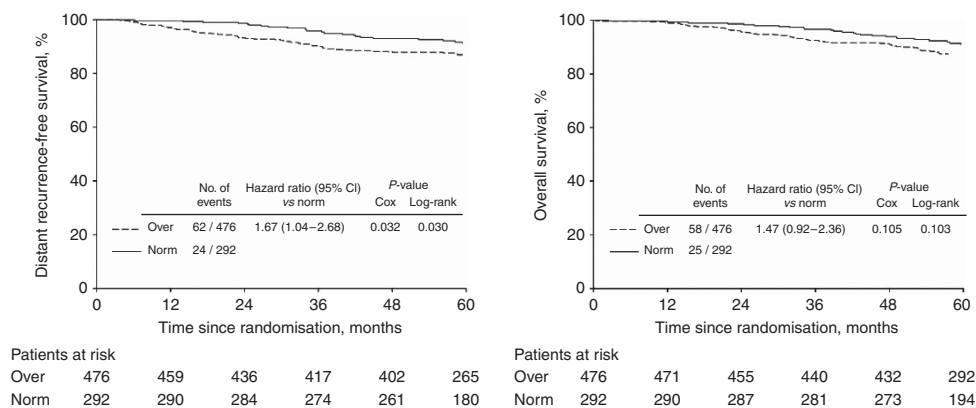 Distant recurrence-free survival, %
100
80
60
40
20
0
No. of events
Hazard ratio (95% CI) vs norm
P-value
Cox Log-rank
Over 62 / 476 1.67 (1.04–2.68) 0.032 0.030
Norm 24 / 292
0 12 24 36 48 60
Time since randomisation, months
Patients at risk
Over 476 459 436 417 402 265
Norm 292 290 284 274 261 180
Overall survival, %
100
80
60
40
20
0
No. of events
Hazard ratio (95% CI) vs norm
P-value
Cox Log-rank
Over 58 / 476 1.47 (0.92–2.36) 0.105 0.103
Norm 25 / 292
0 12 24 36 48 60
Time since randomisation, months
Patients at risk
Over 476 471 455 440 432 292
Norm 292 290 287 281 273 194